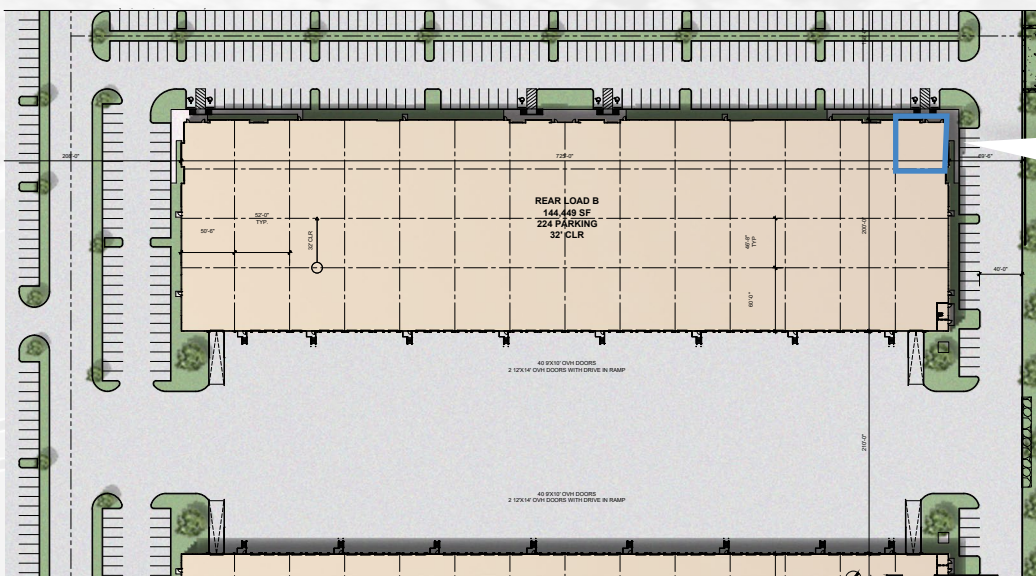 208'-0"
725'-0"
89'-6"
REAR LOAD B
144,449 SF
224 PARKING
32' CLR
52'-0"
TYP.
50'-6"
32' CLR
200'-0"
TYP
60'-0"
40'-0"
40 9'X10' OVH DOORS
2 12'X14' OVH DOORS WITH DRIVE IN RAMP
210'-0"
40 9'X10' OVH DOORS
2 12'X14' OVH DOORS WITH DRIVE IN RAMP